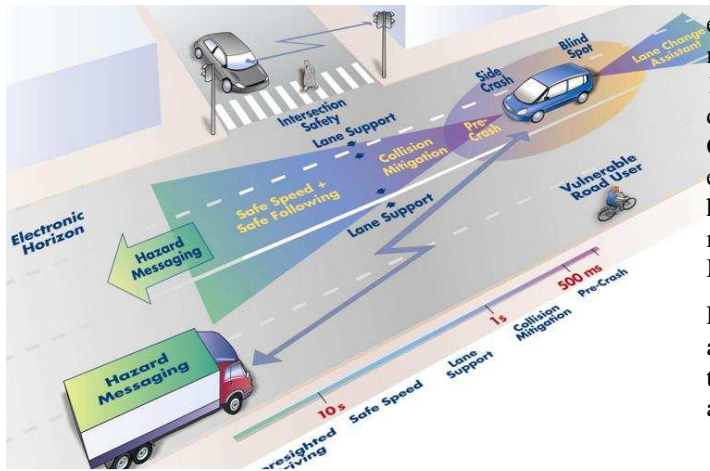 Intersection
Safety
Side
Crash
Blind
Spot
Lane Change
Assistant
Lane Support
Collision
Mitigation
Pre-
Crash
Safe Speed +
Safe Following
Lane Support
Vulnerable
Road User
Electronic
Horizon
Hazard
Messaging
Hazard
Messaging
10 s
1s
500 ms
Safe Speed
Lane
Support
Collision
Mitigation
Pre-Crash